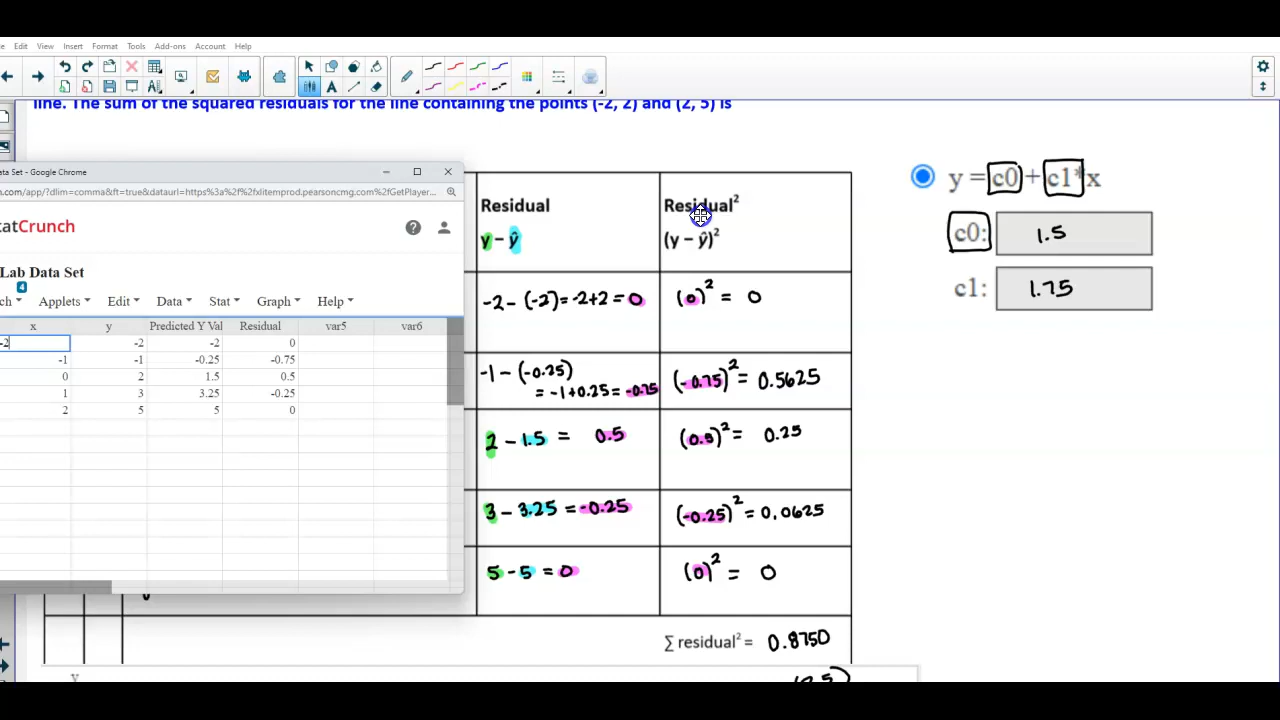 Edit View Insert Format Tools Add-ons Account Help
line. The sum of the squared residuals for the line containing the points (-2, 2) and (2, 5) is
ata Set - Google Chrome
n.com/app/?dlim=comma&ft=true&dataurl=https%3a%2f%2fxlitemprod.pearsoncmg.com%2fGetPlayer...
tatCrunch
Lab Data Set
4
ch Applets Edit Data Stat Graph Help
x y Predicted Y Val Residual var5 var6
-2 -2 -2 0
-1 -1 -0.25 -0.75
0 2 1.5 0.5
1 3 3.25 -0.25
2 5 5 0
Residual
y – ŷ
Residual²
(y – ŷ)²
-2 - (-2) = -2+2 = 0
(0)² = 0
-1 - (-0.25)
= -1+0.25 = -0.75
(-0.75)² = 0.5625
2 - 1.5 = 0.5
(0.5)² = 0.25
3 - 3.25 = -0.25
(-0.25)² = 0.0625
5 - 5 = 0
(0)² = 0
∑ residual² = 0.8750
y = c0 + c1*x
c0: 1.5
c1: 1.75
y